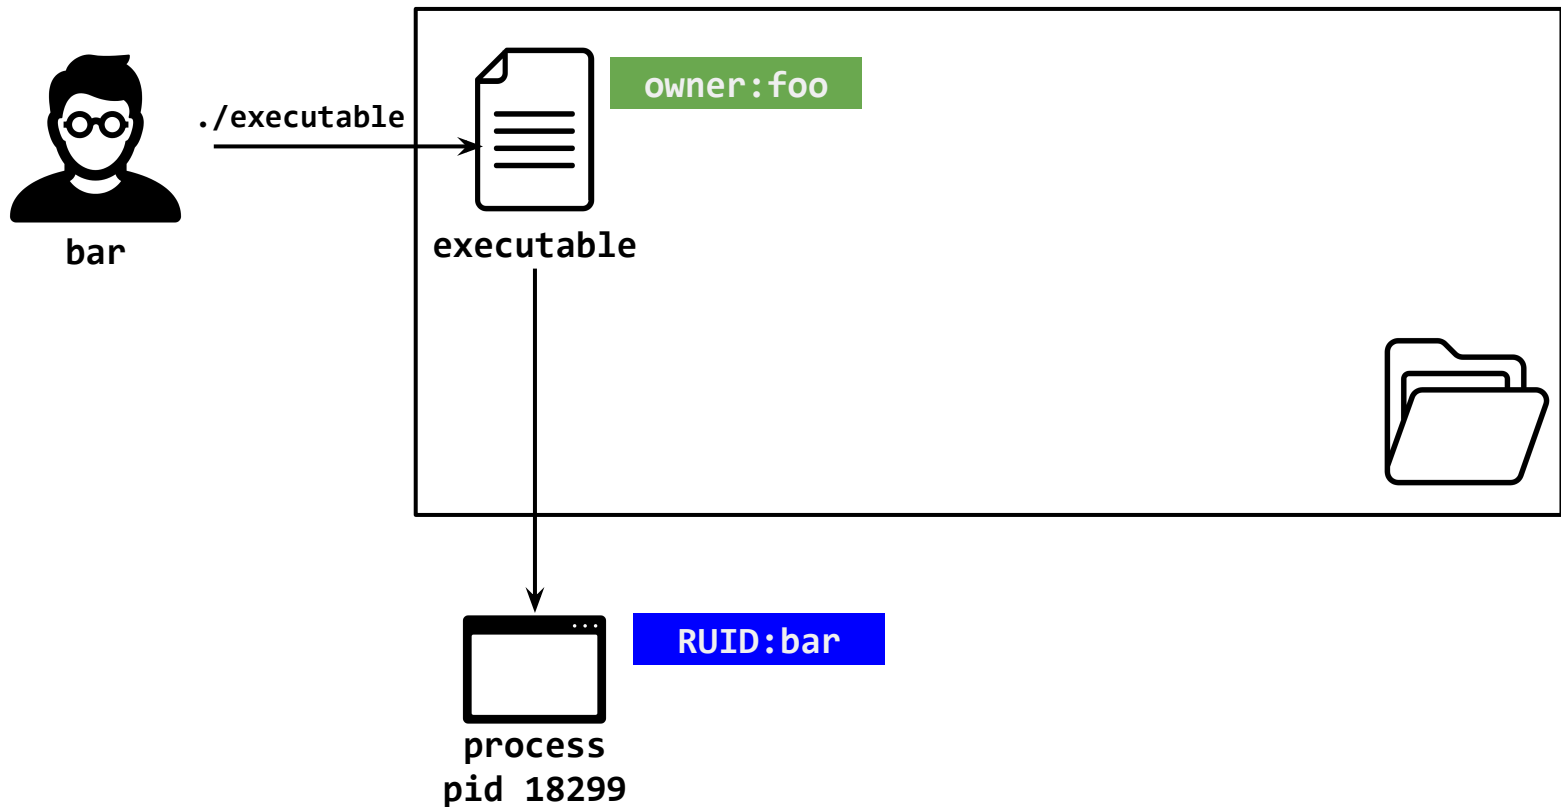 owner:foo
./executable
bar
executable
RUID:bar
process
pid 18299